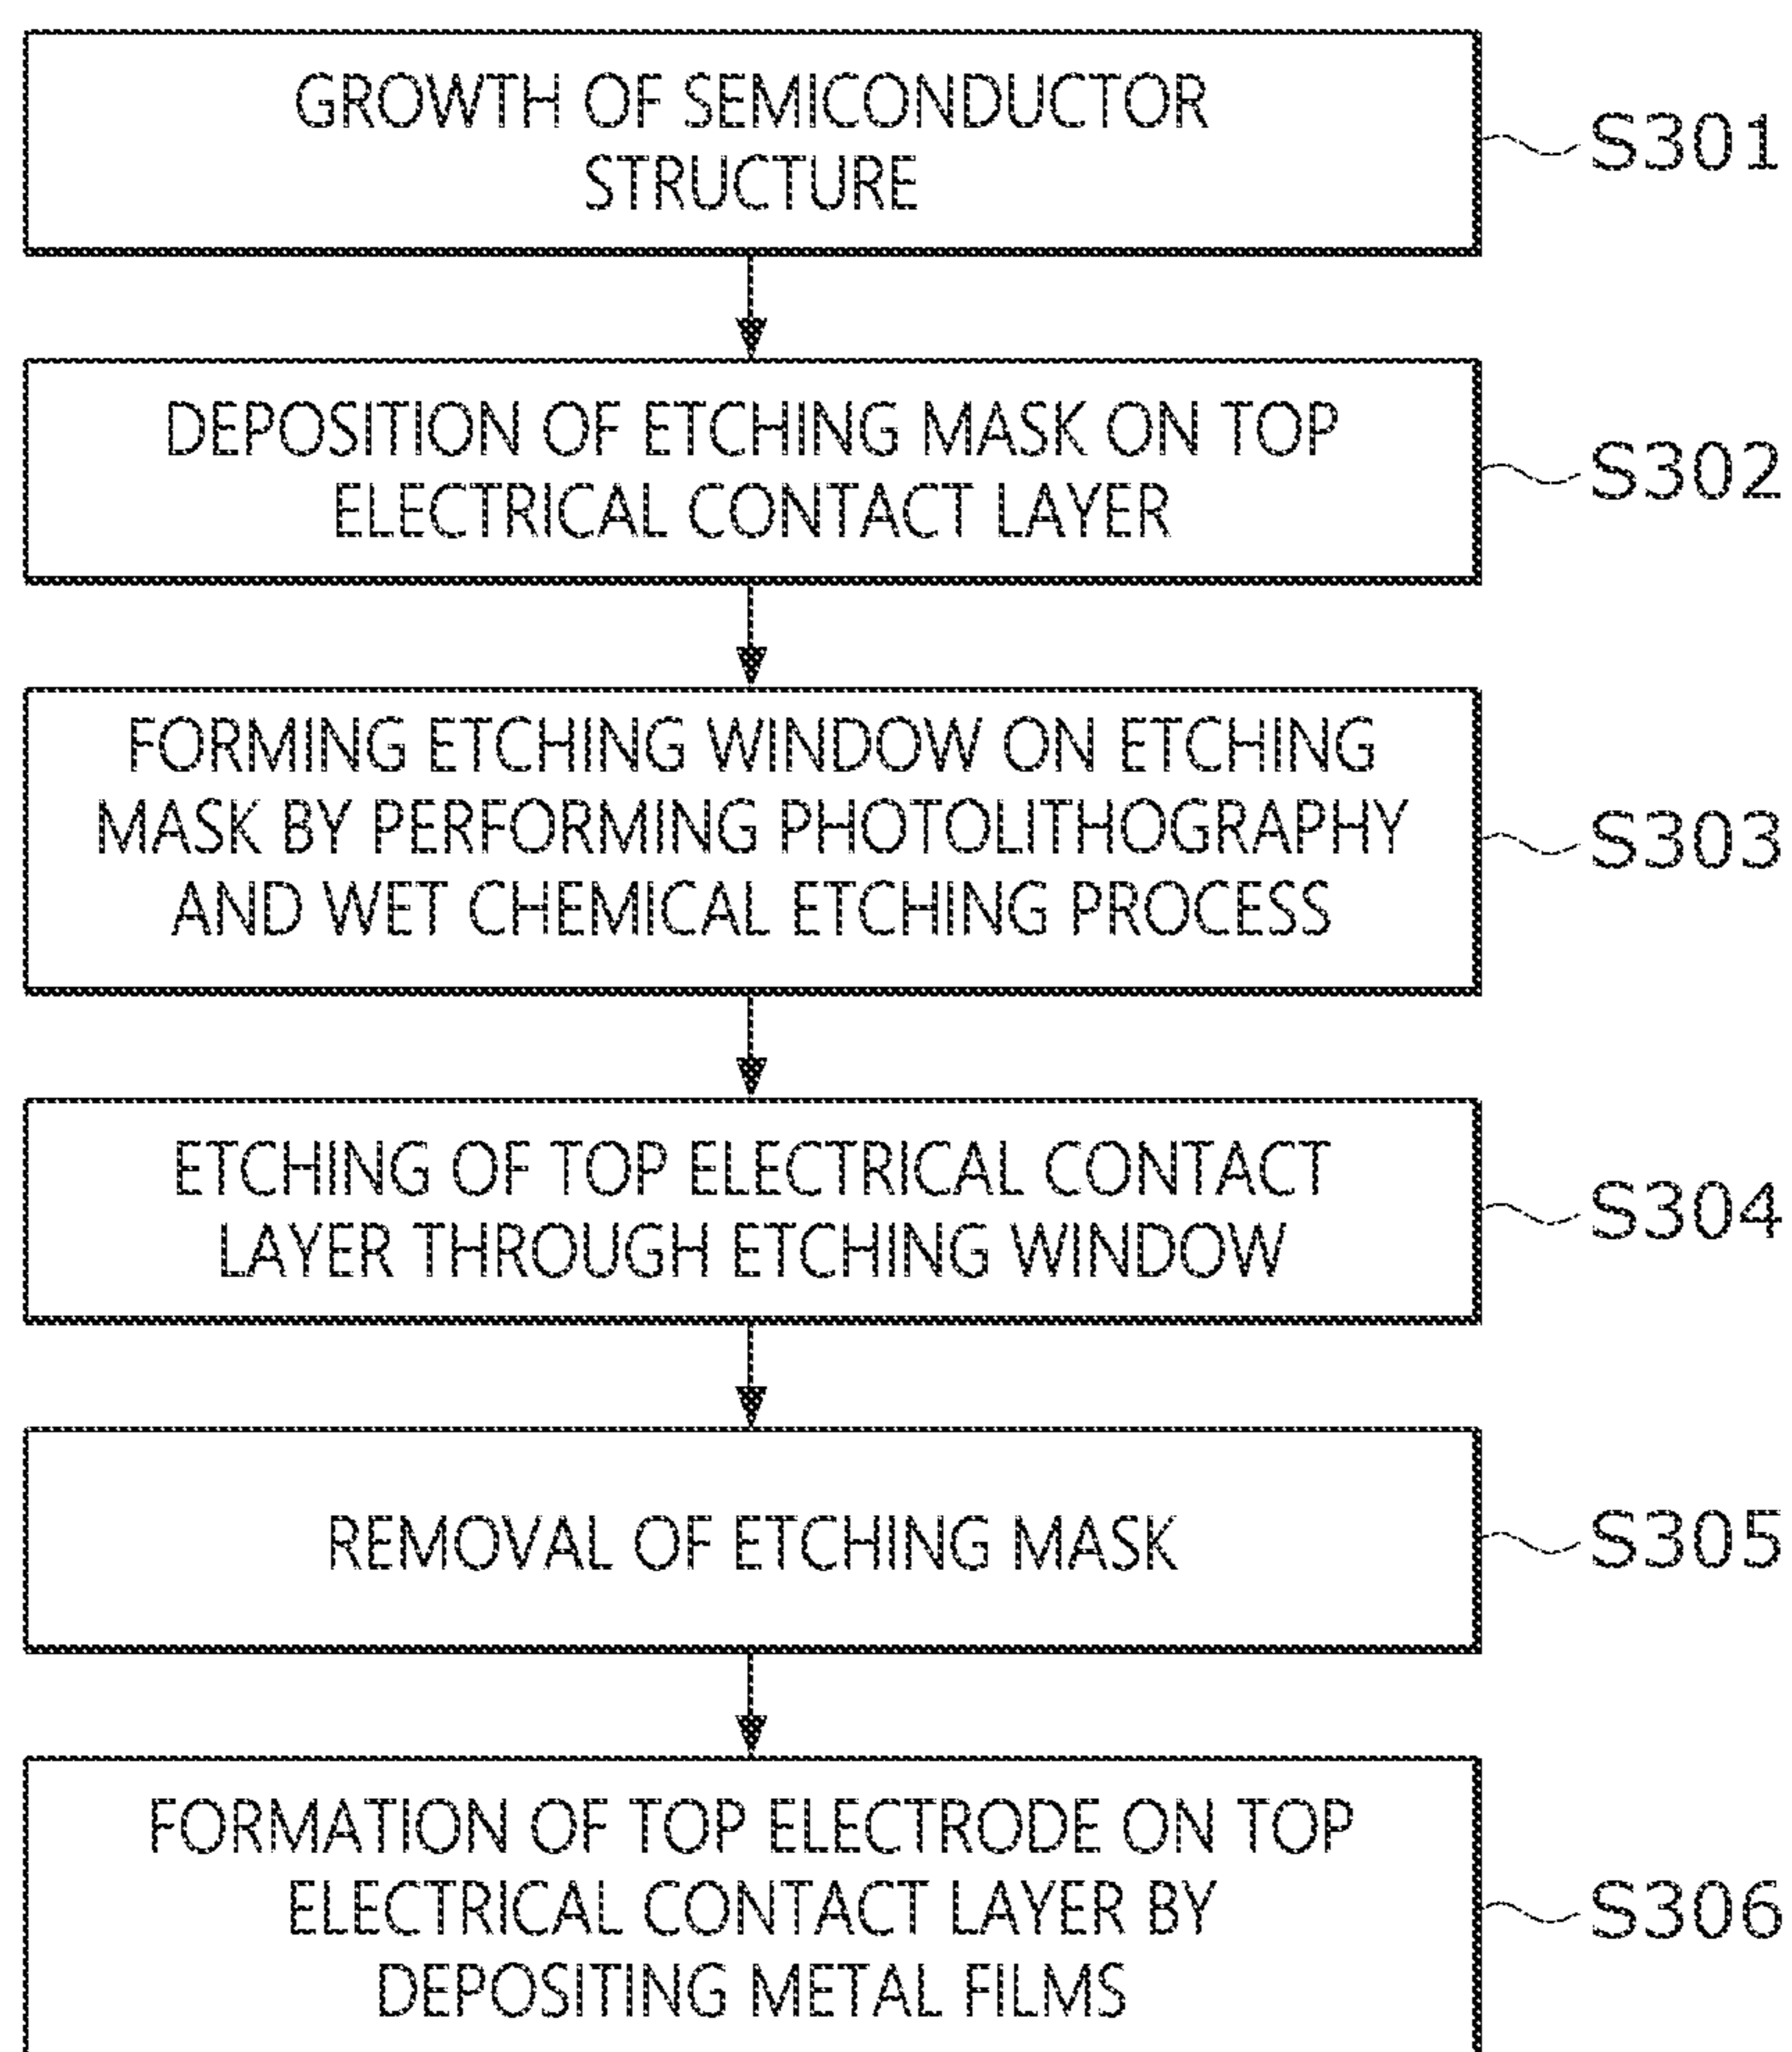 GROWTH OF SEMICONDUCTOR
STRUCTURE
S301
DEPOSITION OF ETCHING MASK ON TOP
ELECTRICAL CONTACT LAYER
S302
FORMING ETCHING WINDOW ON ETCHING
MASK BY PERFORMING PHOTOLITHOGRAPHY
AND WET CHEMICAL ETCHING PROCESS
S303
ETCHING OF TOP ELECTRICAL CONTACT
LAYER THROUGH ETCHING WINDOW
S304
REMOVAL OF ETCHING MASK
S305
FORMATION OF TOP ELECTRODE ON TOP
ELECTRICAL CONTACT LAYER BY
DEPOSITING METAL FILMS
S306